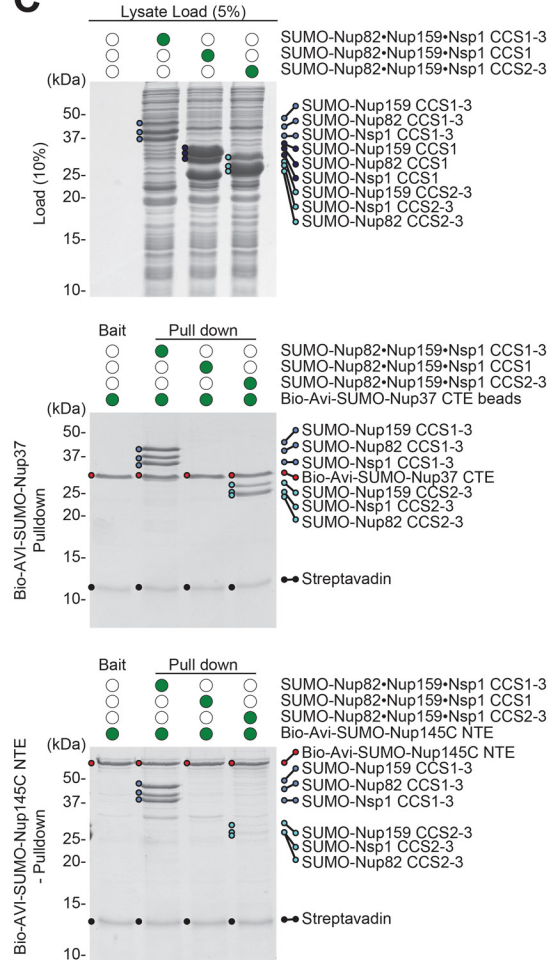 C
Lysate Load (5%)
SUMO-Nup82•Nup159•Nsp1 CCS1-3
SUMO-Nup82•Nup159•Nsp1 CCS1
SUMO-Nup82•Nup159•Nsp1 CCS2-3
(kDa)
Load (10%)
50-
37-
25-
20-
15-
10-
SUMO-Nup159 CCS1-3
SUMO-Nup82 CCS1-3
SUMO-Nsp1 CCS1-3
SUMO-Nup159 CCS1
SUMO-Nup82 CCS1
SUMO-Nsp1 CCS1
SUMO-Nup159 CCS2-3
SUMO-Nsp1 CCS2-3
SUMO-Nup82 CCS2-3
Bait Pull down
SUMO-Nup82•Nup159•Nsp1 CCS1-3
SUMO-Nup82•Nup159•Nsp1 CCS1
SUMO-Nup82•Nup159•Nsp1 CCS2-3
Bio-Avi-SUMO-Nup37 CTE beads
(kDa)
Bio-AVI-SUMO-Nup37
Pulldown
50-
37-
25-
20-
15-
10-
SUMO-Nup159 CCS1-3
SUMO-Nup82 CCS1-3
SUMO-Nsp1 CCS1-3
Bio-Avi-SUMO-Nup37 CTE
SUMO-Nup159 CCS2-3
SUMO-Nsp1 CCS2-3
SUMO-Nup82 CCS2-3
Streptavadin
Bait Pull down
SUMO-Nup82•Nup159•Nsp1 CCS1-3
SUMO-Nup82•Nup159•Nsp1 CCS1
SUMO-Nup82•Nup159•Nsp1 CCS2-3
Bio-Avi-SUMO-Nup145C NTE
(kDa)
Bio-AVI-SUMO-Nup145C NTE
- Pulldown
50-
37-
25-
20-
15-
10-
Bio-Avi-SUMO-Nup145C NTE
SUMO-Nup159 CCS1-3
SUMO-Nup82 CCS1-3
SUMO-Nsp1 CCS1-3
SUMO-Nup159 CCS2-3
SUMO-Nsp1 CCS2-3
SUMO-Nup82 CCS2-3
Streptavadin